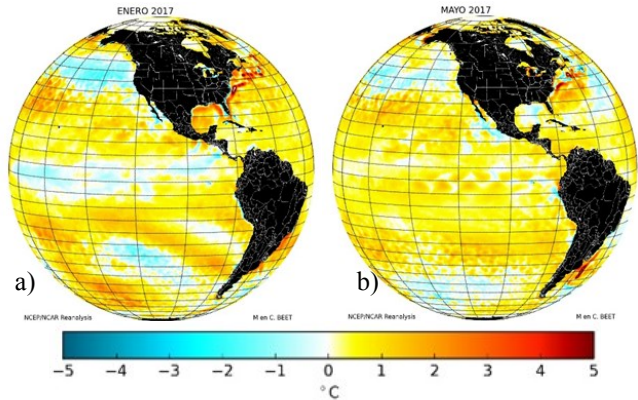 ENERO 2017
MAYO 2017
a)
b)
NCEP/NCAR Reanalysis
M en C. BEET
NCEP/NCAR Reanalysis
M en C. BEET
−5 −4 −3 −2 −1 0 1 2 3 4 5
°C